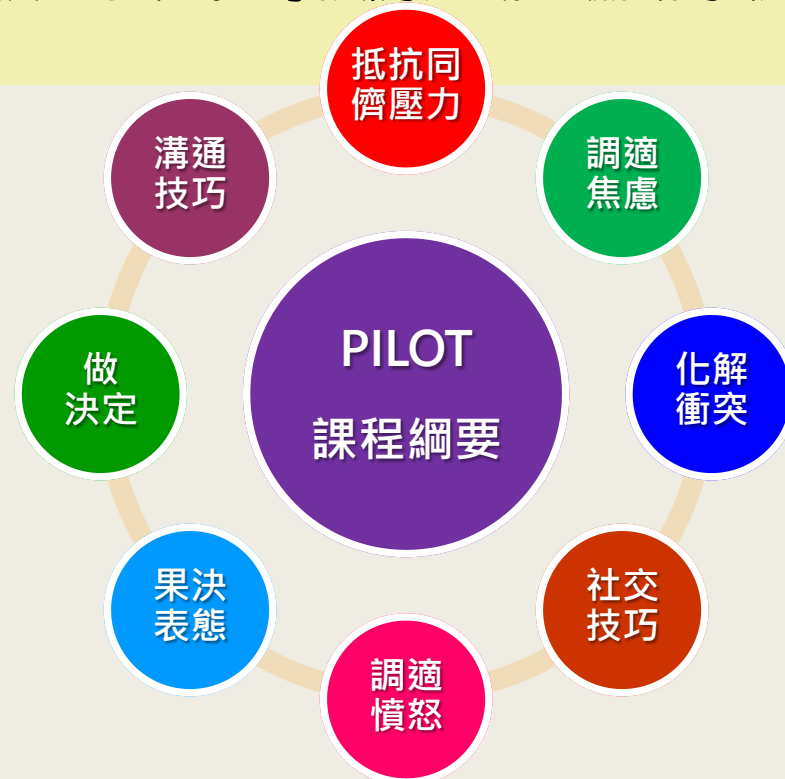 抵抗同
儕壓力
溝通
技巧
調適
焦慮
PILOT
課程綱要
做
決定
化解
衝突
果決
表態
社交
技巧
調適
憤怒